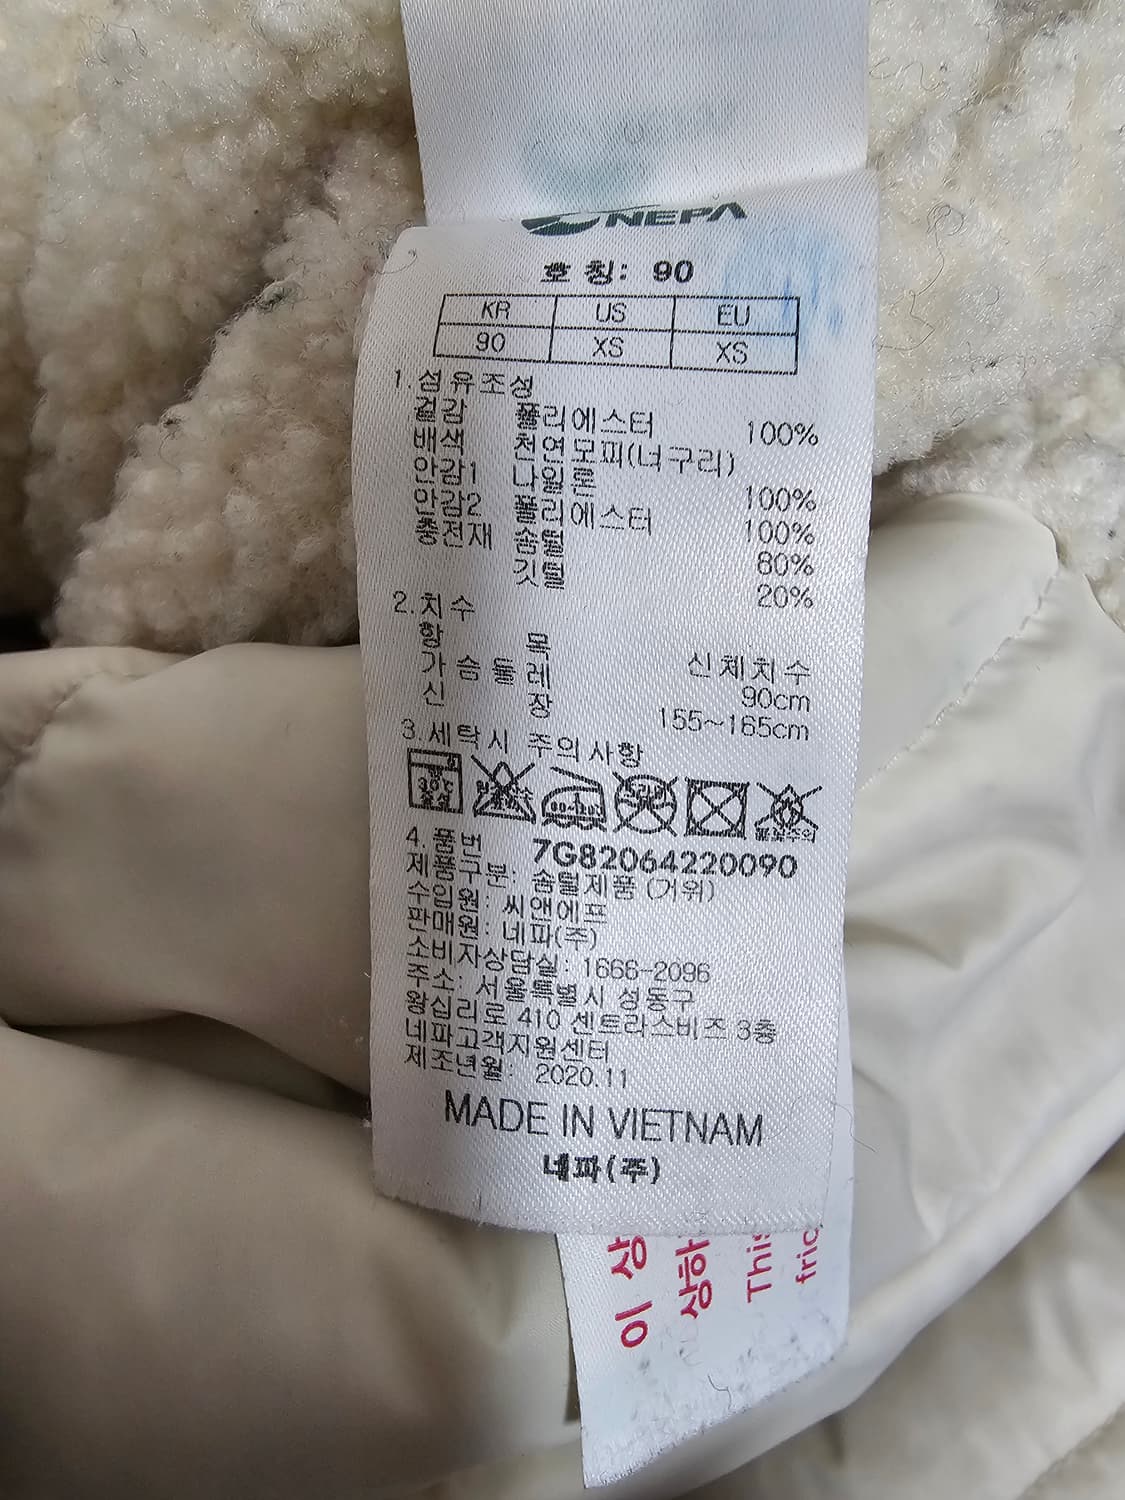 NEPA
호 칭: 90
KR US EU
90 XS XS
1.섬유조성
겉감 폴리에스터 100%
배색 천연모피(너구리)
안감1 나일론 100%
안감2 폴리에스터 100%
충전재 솜털 80%
깃털 20%
2.치수
항 목 신체치수
가슴둘레 90cm
신 장 155~165cm
3.세탁시 주의사항
30℃
4.품번 7G82064220090
제품구분: 솜털제품 (거위)
수입원: 씨앤에프
판매원: 네파(주)
소비자상담실: 1666-2096
주소: 서울특별시 성동구
왕십리로 410 센트라스비즈 3층
네파고객지원센터
제조년월: 2020.11
MADE IN VIETNAM
네파(주)
이 상
상하
This
fric